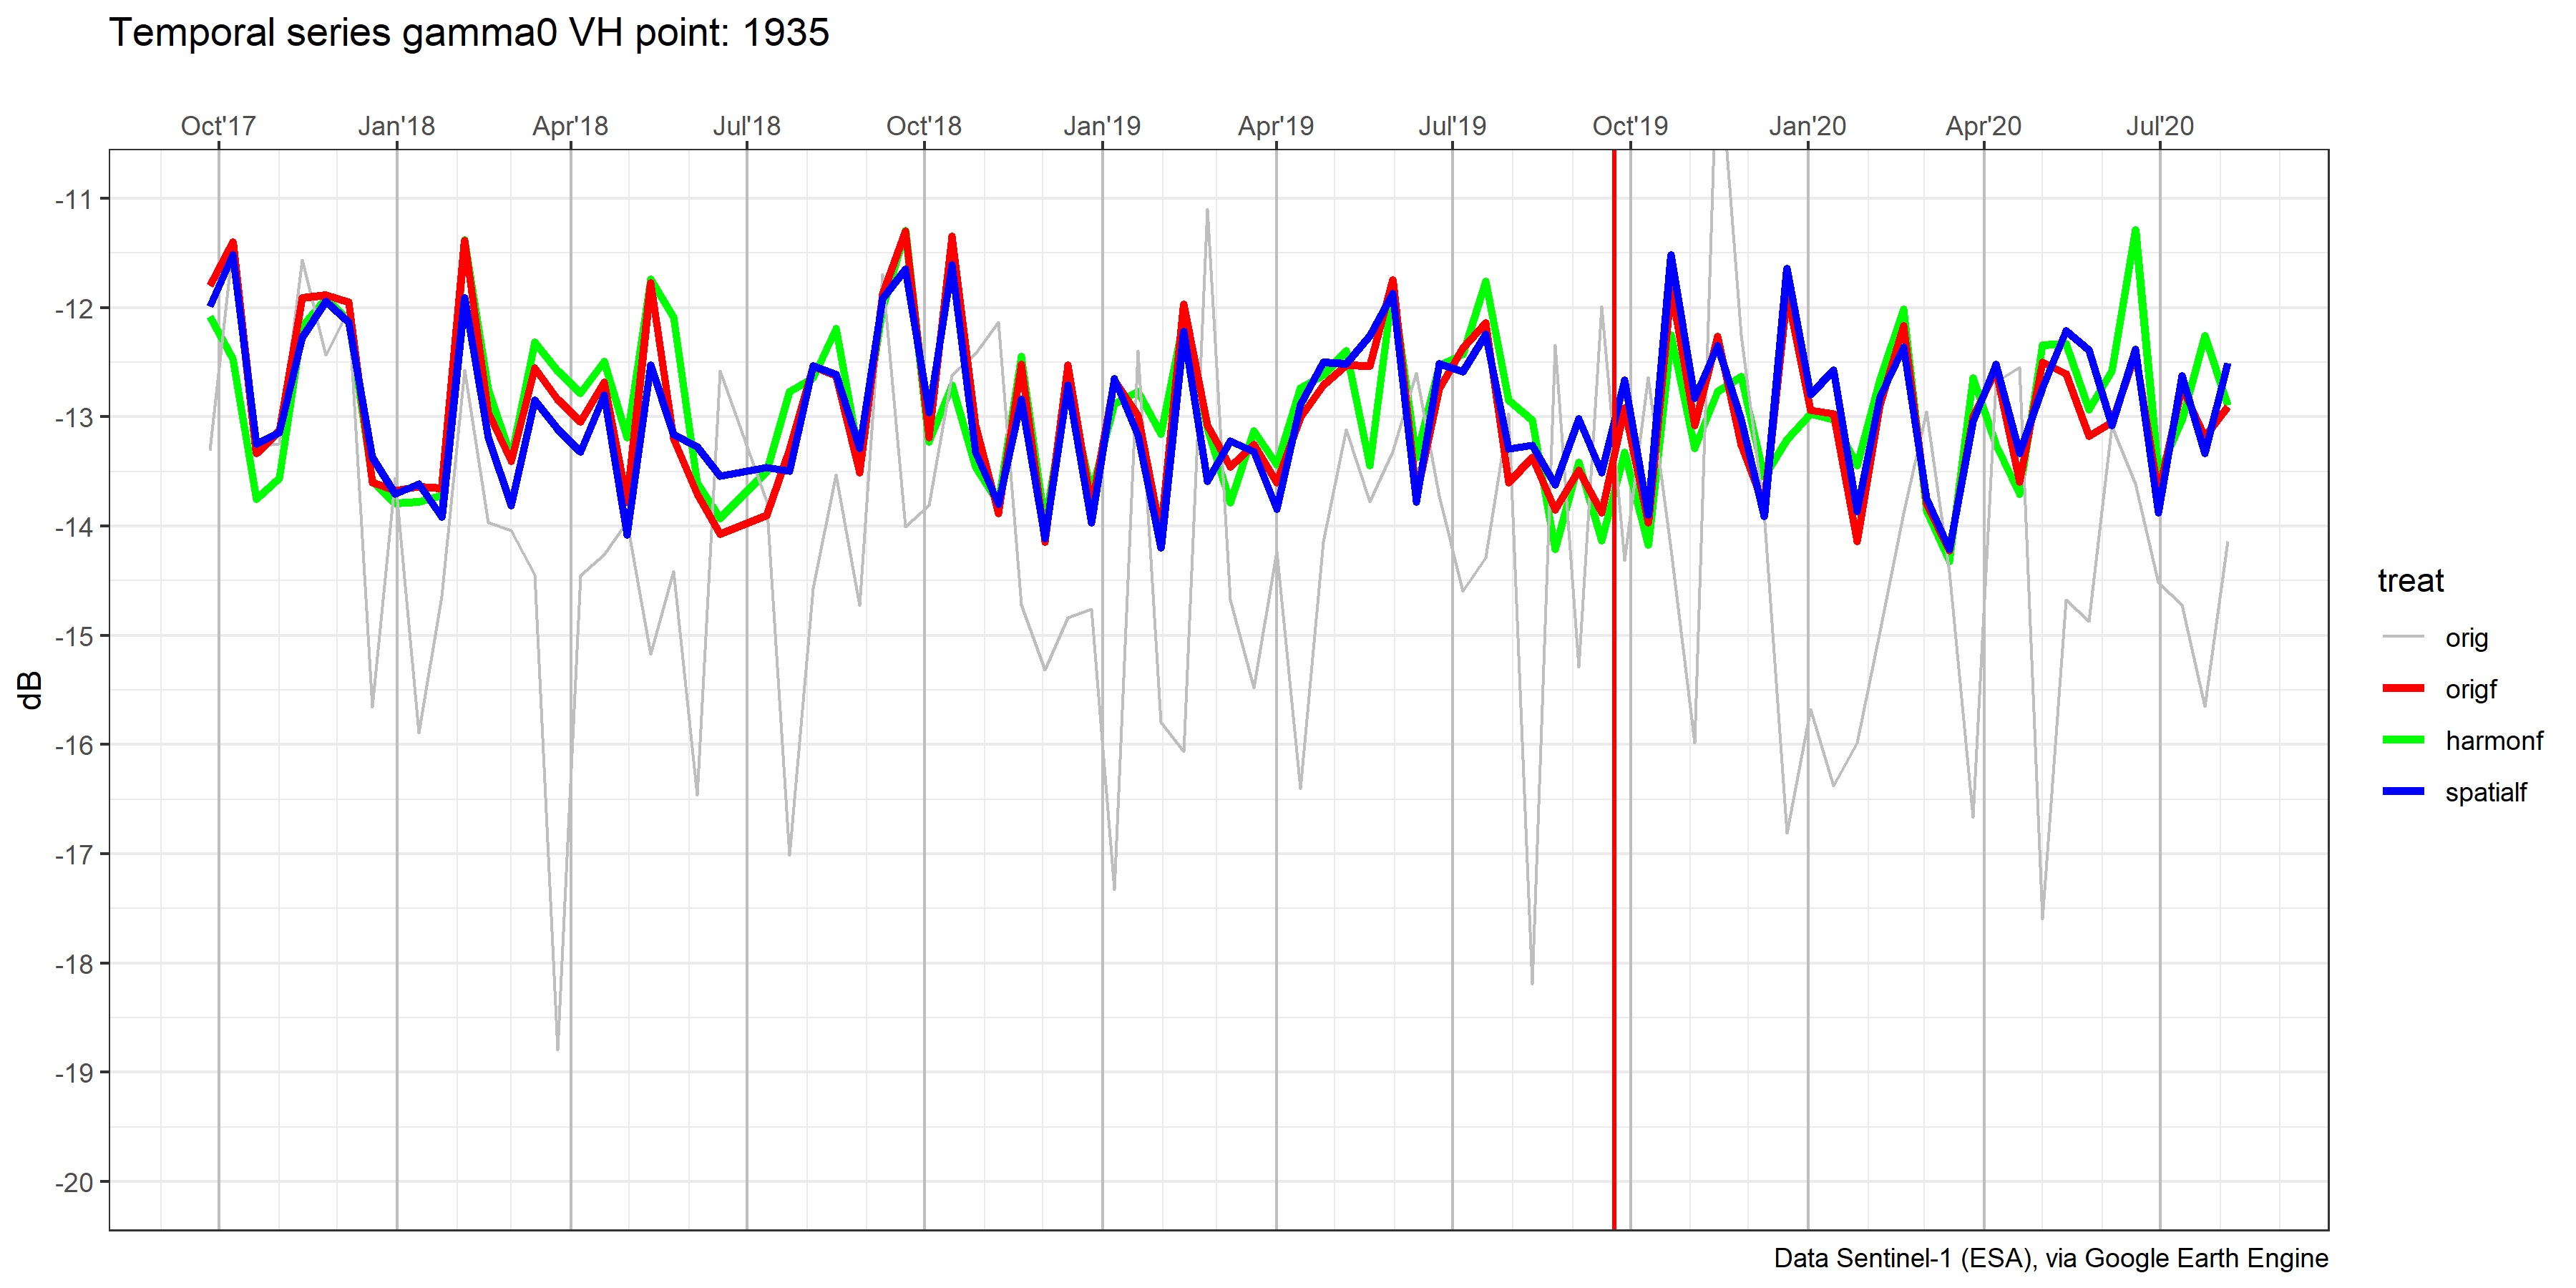 Temporal series gamma0 VH point: 1935
Oct'17 Jan'18 Apr'18 Jul'18 Oct'18 Jan'19 Apr'19 Jul'19 Oct'19 Jan'20 Apr'20 Jul'20
-11
-12
-13
-14
-15
-16
-17
-18
-19
-20
dB
treat
orig
origf
harmonf
spatialf
Data Sentinel-1 (ESA), via Google Earth Engine